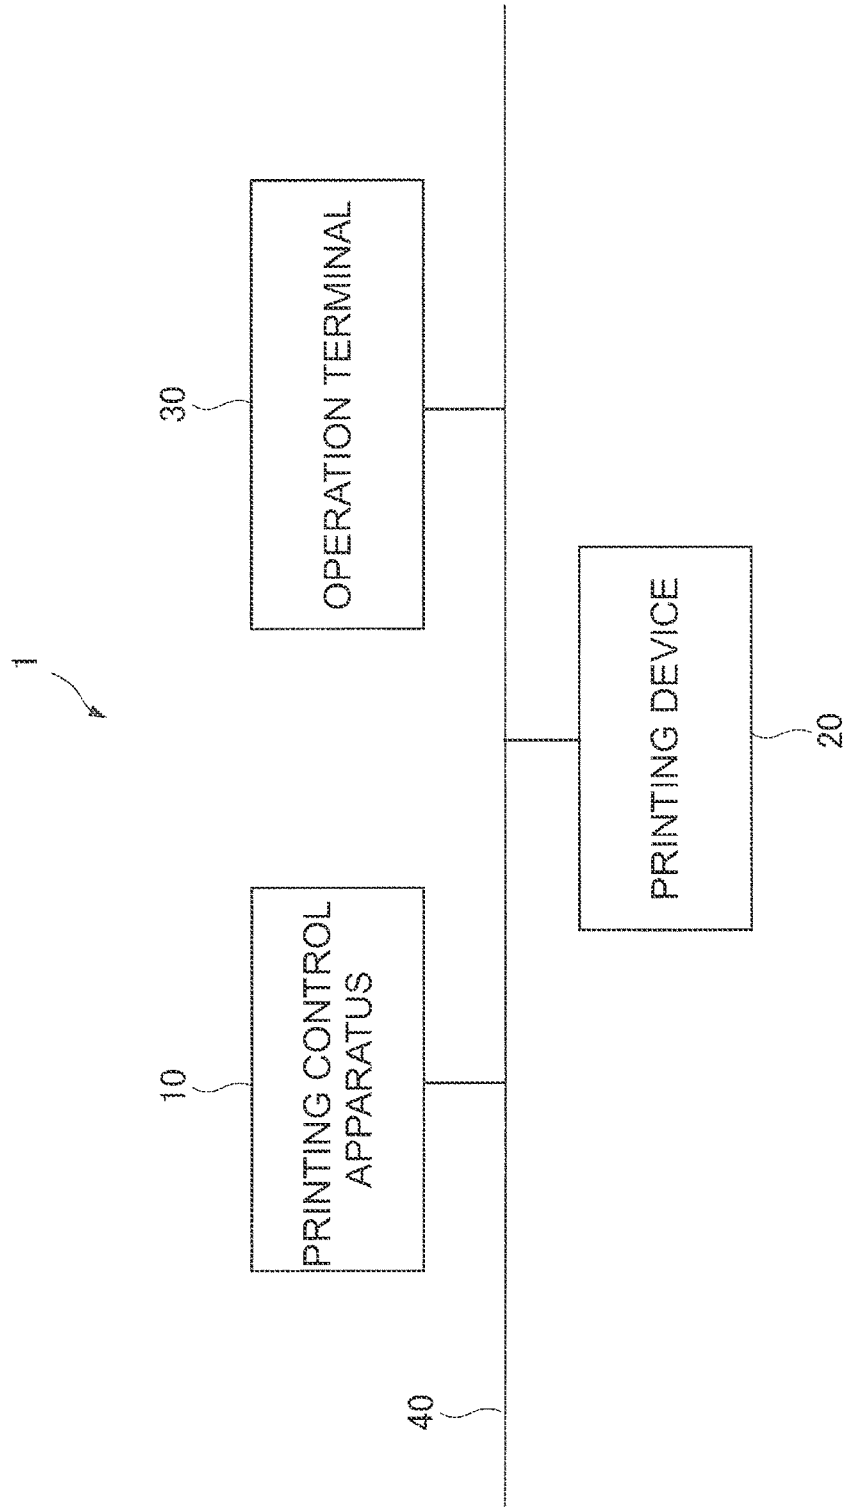 1
10
PRINTING CONTROL
APPARATUS
30
OPERATION TERMINAL
40
PRINTING DEVICE
20